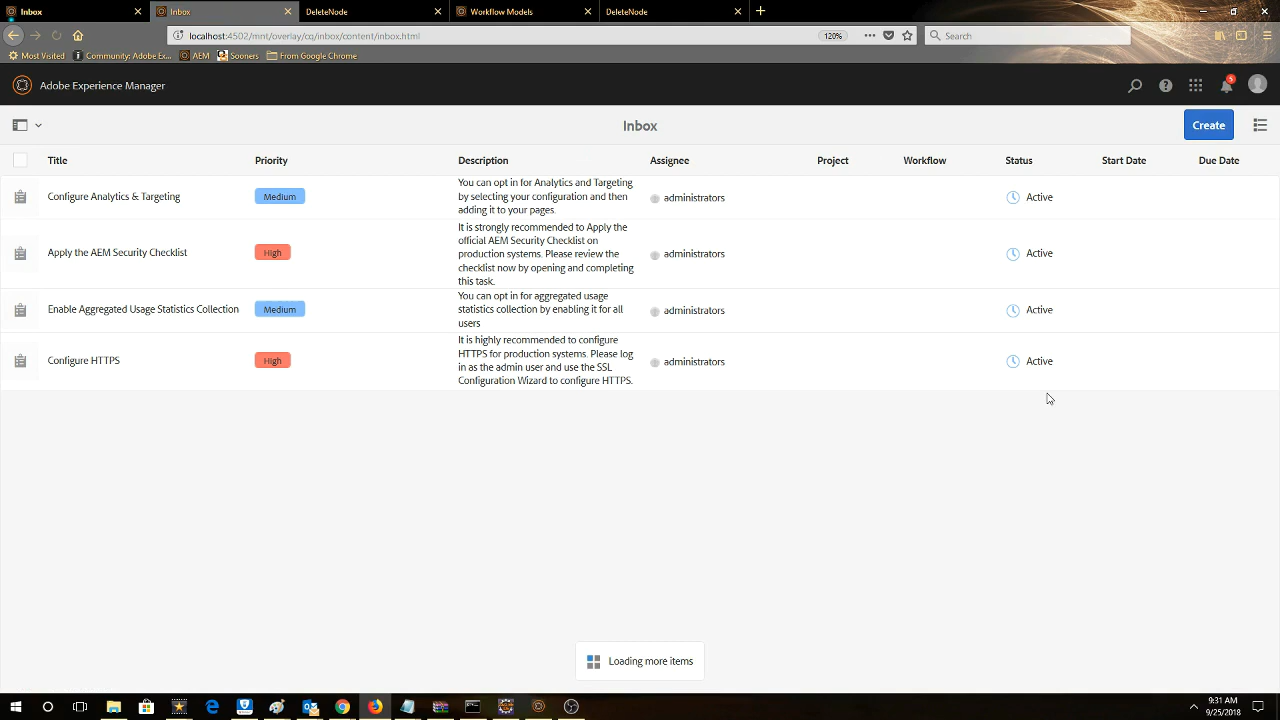 Inbox
Inbox
DeleteNode
Workflow Models
DeleteNode
localhost:4502/mnt/overlay/cq/inbox/content/inbox.html
120%
Search
Most Visited
Community: Adobe Ex...
AEM
Sooners
From Google Chrome
Adobe Experience Manager
5
Inbox
Create
Title Priority Description Assignee Project Workflow Status Start Date Due Date
Configure Analytics & Targeting
Medium
You can opt in for Analytics and Targeting
by selecting your configuration and then
adding it to your pages.
administrators
Active
Apply the AEM Security Checklist
High
It is strongly recommended to Apply the
official AEM Security Checklist on
production systems. Please review the
checklist now by opening and completing
this task.
administrators
Active
Enable Aggregated Usage Statistics Collection
Medium
You can opt in for aggregated usage
statistics collection by enabling it for all
users
administrators
Active
Configure HTTPS
High
It is highly recommended to configure
HTTPS for production systems. Please log
in as the admin user and use the SSL
Configuration Wizard to configure HTTPS.
administrators
Active
Loading more items
9:31 AM
9/25/2018